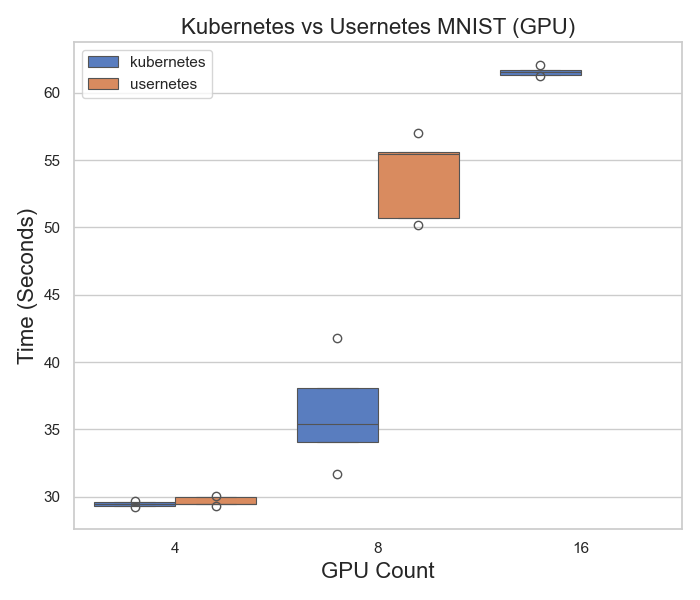 Kubernetes vs Usernetes MNIST (GPU)
kubernetes
usernetes
Time (Seconds)
60
55
50
45
40
35
30
4 8 16
GPU Count